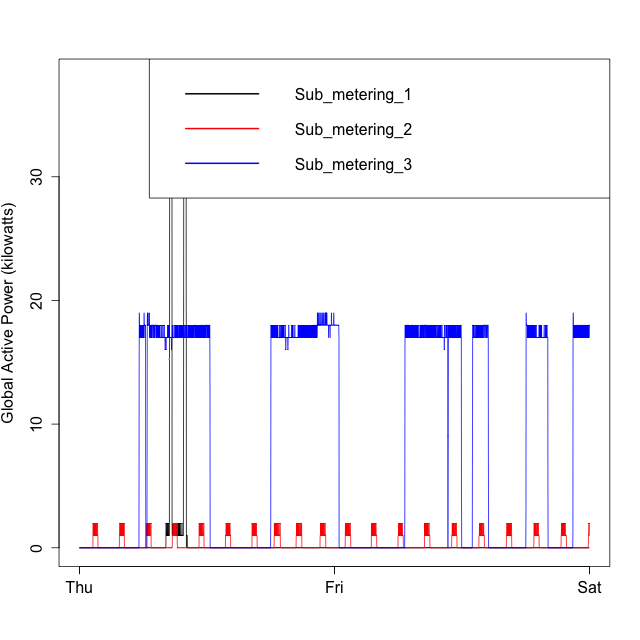 Sub_metering_1
Sub_metering_2
Sub_metering_3
Global Active Power (kilowatts)
30
20
10
0
Thu Fri Sat